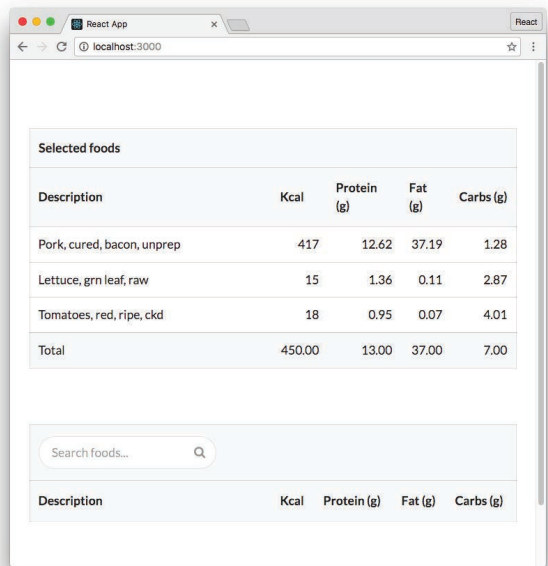 React App
React
localhost:3000
Selected foods
Description Kcal Protein (g) Fat (g) Carbs (g)
Pork, cured, bacon, unprep 417 12.62 37.19 1.28
Lettuce, grn leaf, raw 15 1.36 0.11 2.87
Tomatoes, red, ripe, ckd 18 0.95 0.07 4.01
Total 450.00 13.00 37.00 7.00
Search foods...
Description Kcal Protein (g) Fat (g) Carbs (g)